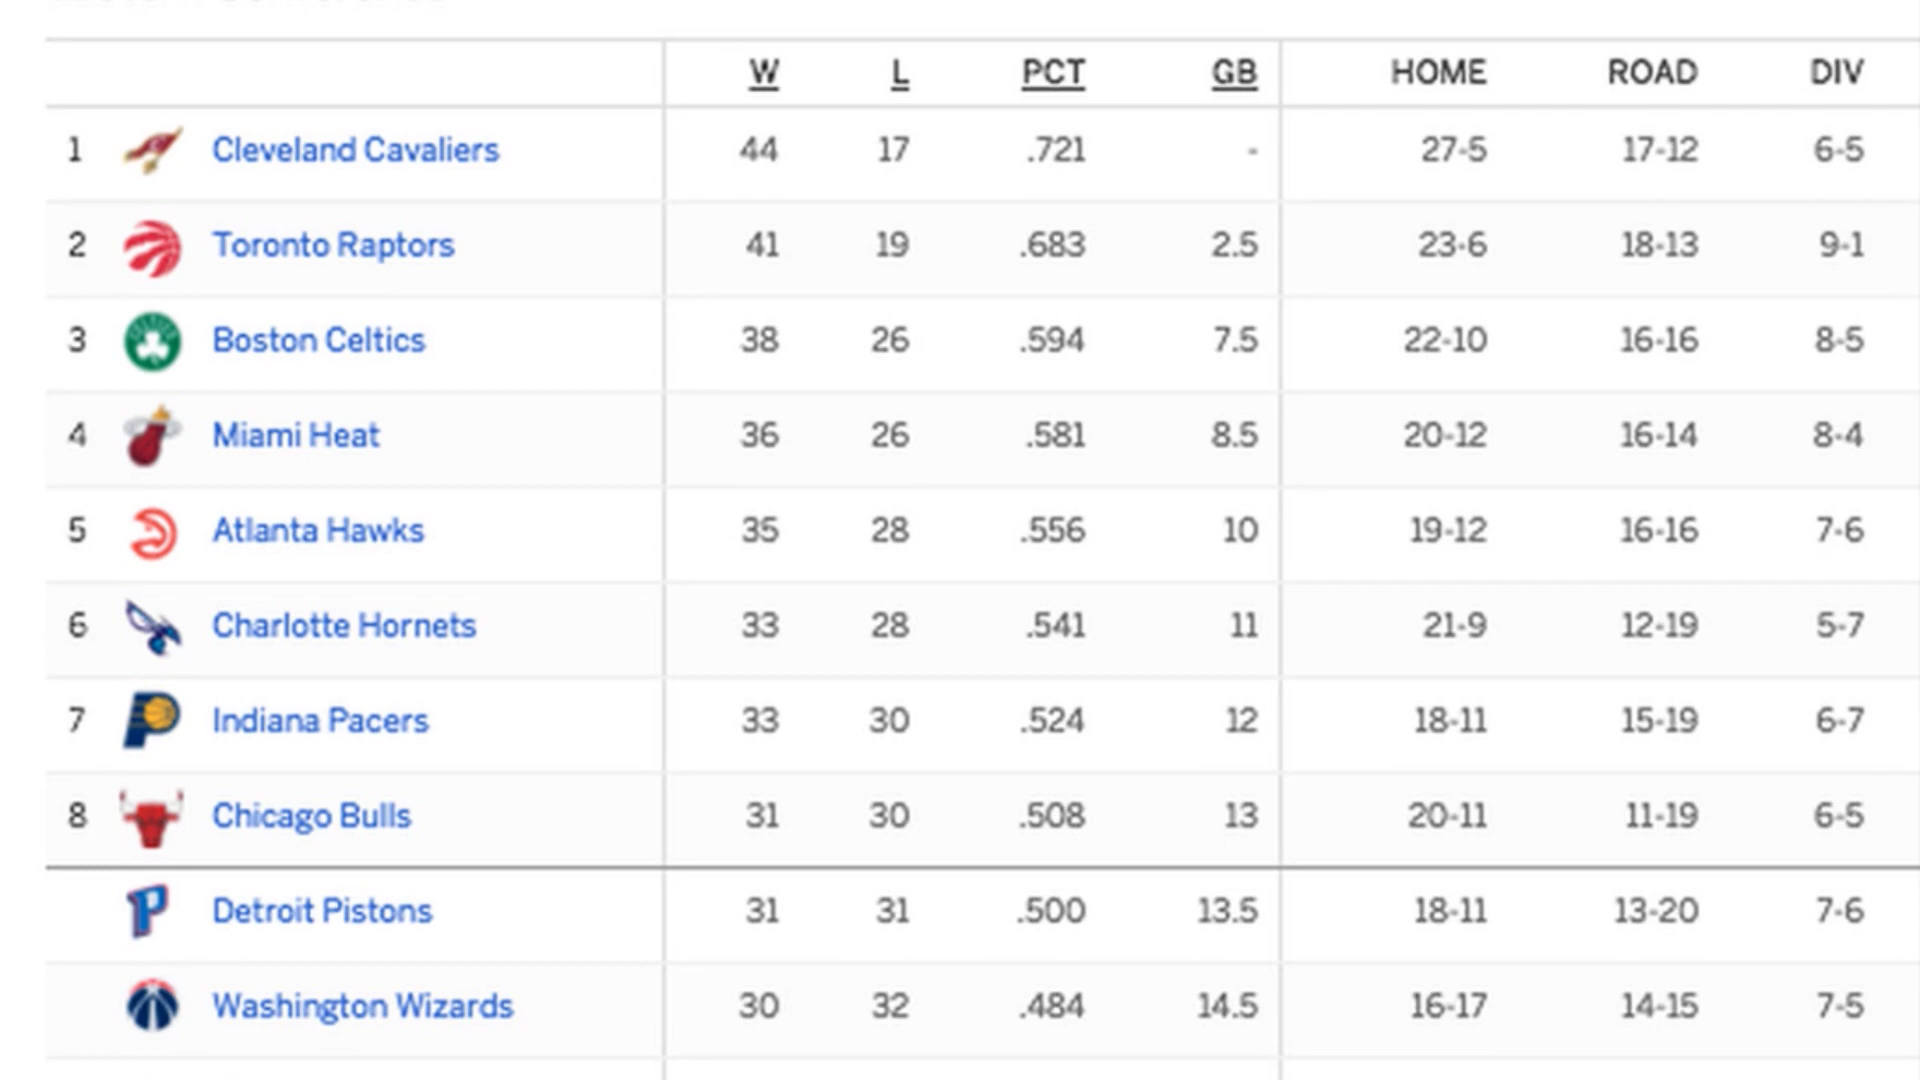 W L PCT GB HOME ROAD DIV
1 Cleveland Cavaliers 44 17 .721 - 27-5 17-12 6-5
2 Toronto Raptors 41 19 .683 2.5 23-6 18-13 9-1
3 Boston Celtics 38 26 .594 7.5 22-10 16-16 8-5
4 Miami Heat 36 26 .581 8.5 20-12 16-14 8-4
5 Atlanta Hawks 35 28 .556 10 19-12 16-16 7-6
6 Charlotte Hornets 33 28 .541 11 21-9 12-19 5-7
7 Indiana Pacers 33 30 .524 12 18-11 15-19 6-7
8 Chicago Bulls 31 30 .508 13 20-11 11-19 6-5
Detroit Pistons 31 31 .500 13.5 18-11 13-20 7-6
Washington Wizards 30 32 .484 14.5 16-17 14-15 7-5